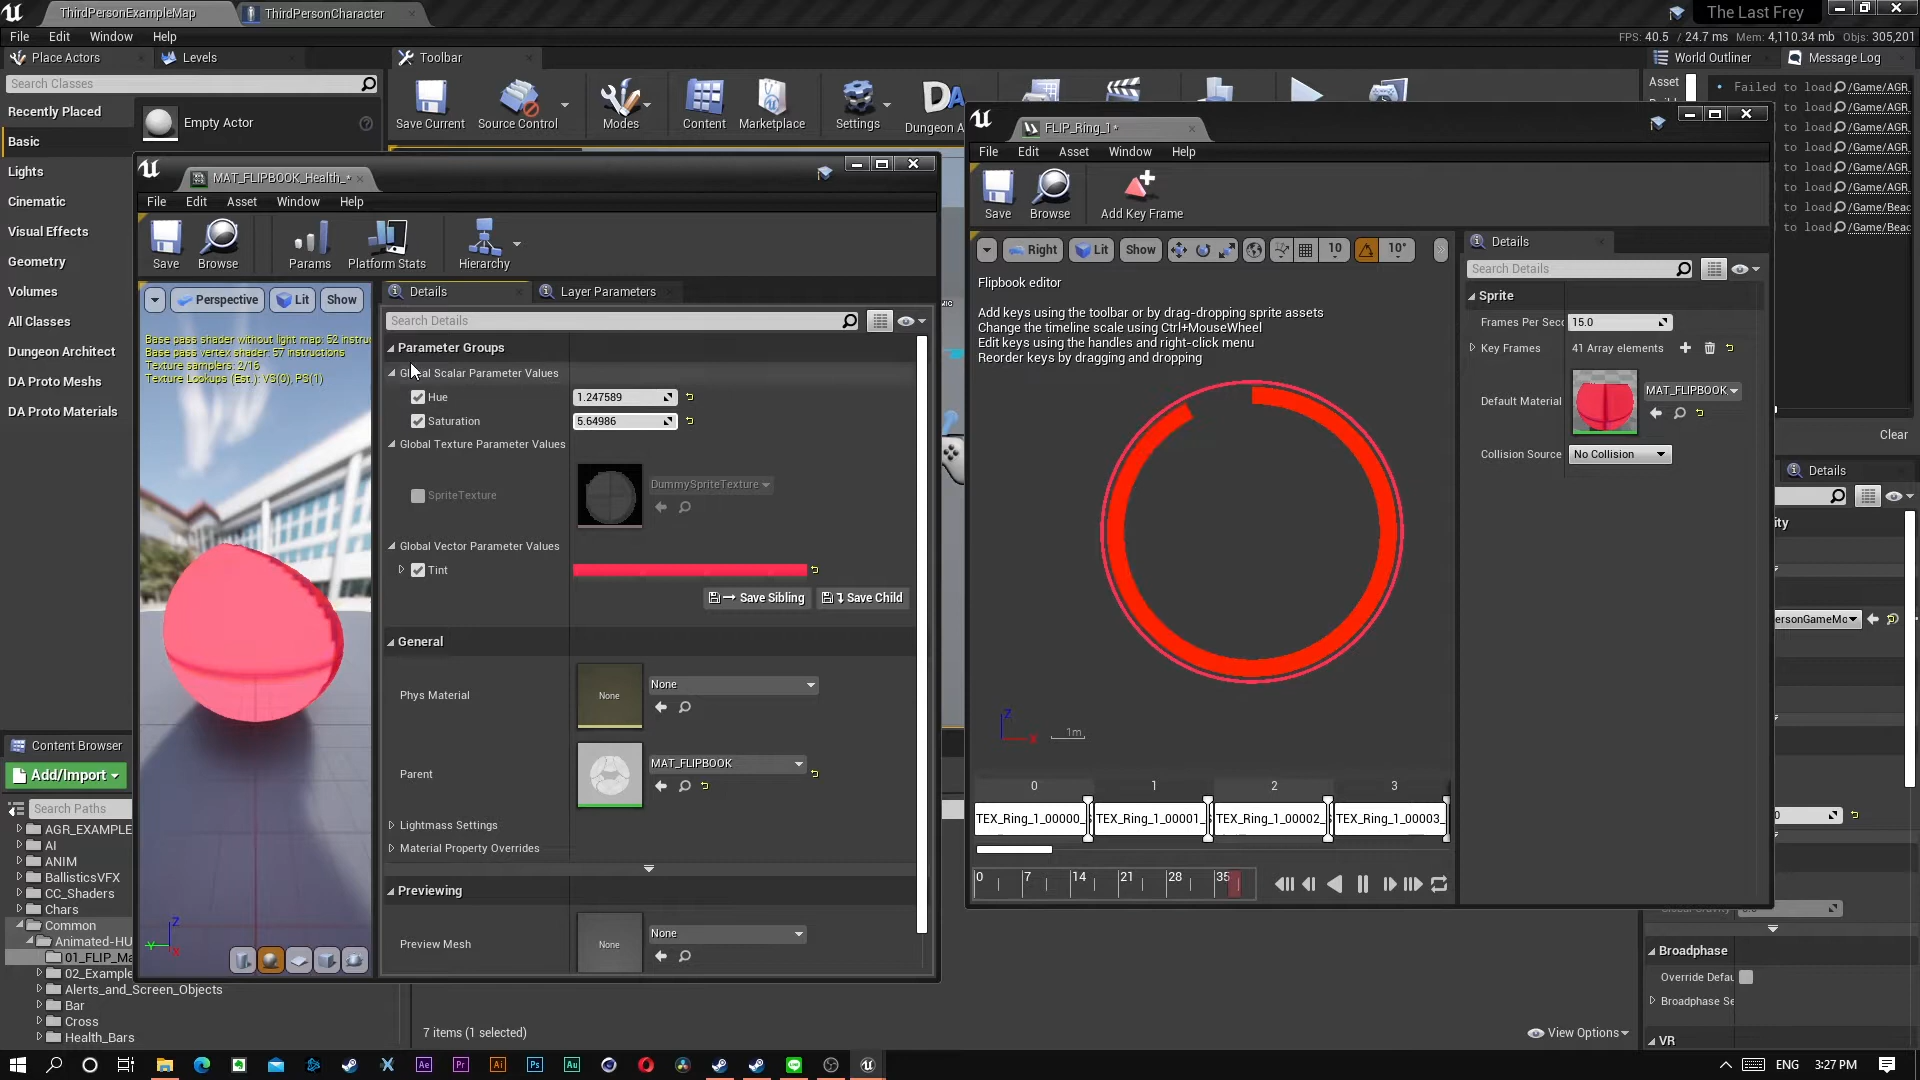 ThirdPersonExampleMap
ThirdPersonCharacter
The Last Frey
File Edit Window Help
FPS: 40.5 / 24.7 ms Mem: 4,110.34 mb Objs: 305,201
Place Actors
Levels
Toolbar
World Outliner
Message Log
Search Classes
Recently Placed
Basic
Lights
Cinematic
Visual Effects
Geometry
Volumes
All Classes
Dungeon Architect
DA Proto Meshs
DA Proto Materials
Empty Actor
Save Current
Source Control
Modes
Content
Marketplace
Settings
DA
Dungeon A
Asset
Failed to load /Game/AGR
to load /Game/AGR_
to load /Game/AGR_
to load /Game/AGR_
to load /Game/AGR_
to load /Game/AGR_
to load /Game/Beac
to load /Game/Beac
Clear
MAT_FLIPBOOK_Health_*
File Edit Asset Window Help
Save
Browse
Params
Platform Stats
Hierarchy
Perspective
Lit
Show
Base pass shader without light map: 52 instru
Base pass vertex shader: 57 instructions
Texture samplers: 2/16
Texture Lookups (Est.): VS(0), PS(1)
Details
Layer Parameters
Search Details
Parameter Groups
Global Scalar Parameter Values
Hue 1.247589
Saturation 5.64986
Global Texture Parameter Values
SpriteTexture
DummySpriteTexture
Global Vector Parameter Values
Tint
Save Sibling
Save Child
General
Phys Material
None
None
Parent
MAT_FLIPBOOK
Lightmass Settings
Material Property Overrides
Previewing
Preview Mesh
None
None
FLIP_Ring_1*
File Edit Asset Window Help
Save
Browse
Add Key Frame
Right
Lit
Show
10
10°
Flipbook editor
Add keys using the toolbar or by drag-dropping sprite assets
Change the timeline scale using Ctrl+MouseWheel
Edit keys using the handles and right-click menu
Reorder keys by dragging and dropping
Z
X
1m
0 1 2 3
TEX_Ring_1_00000_ TEX_Ring_1_00001_ TEX_Ring_1_00002_ TEX_Ring_1_00003_
0 7 14 21 28 35
Details
Search Details
Sprite
Frames Per Sec 15.0
Key Frames 41 Array elements
Default Material
MAT_FLIPBOOK
Collision Source
No Collision
Details
ity
ersonGameMo
Broadphase
Override Defau
Broadphase Se
VR
Content Browser
Add/Import
Search Paths
AGR_EXAMPLE
AI
ANIM
BallisticsVFX
CC_Shaders
Chars
Common
Animated-HU
01_FLIP_Ma
02_Example
Alerts_and_Screen_Objects
Bar
Cross
Health_Bars
7 items (1 selected)
View Options
Z
Y
X
Ae
Pr
Ai
Ps
Au
ENG
3:27 PM